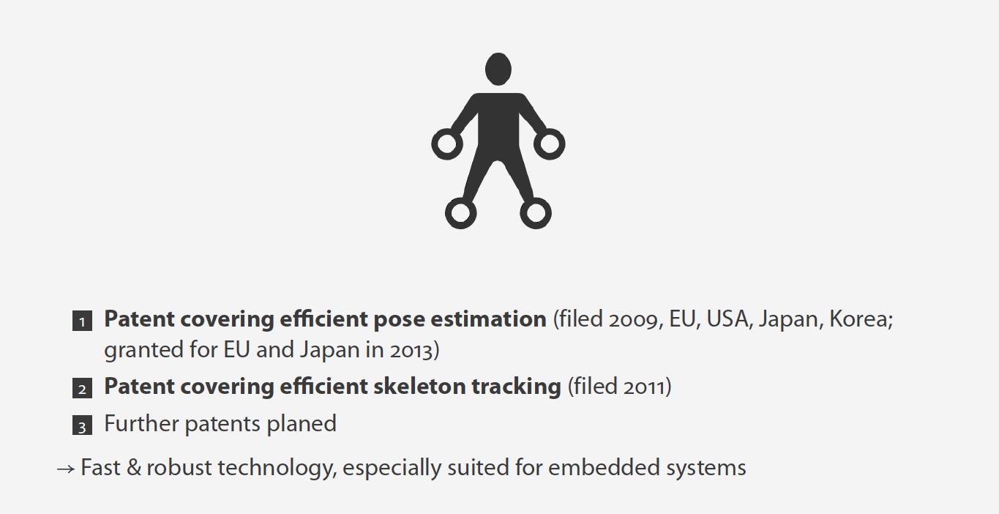 1 Patent covering efficient pose estimation (filed 2009, EU, USA, Japan, Korea;
granted for EU and Japan in 2013)
2 Patent covering efficient skeleton tracking (filed 2011)
3 Further patents planed
→ Fast & robust technology, especially suited for embedded systems